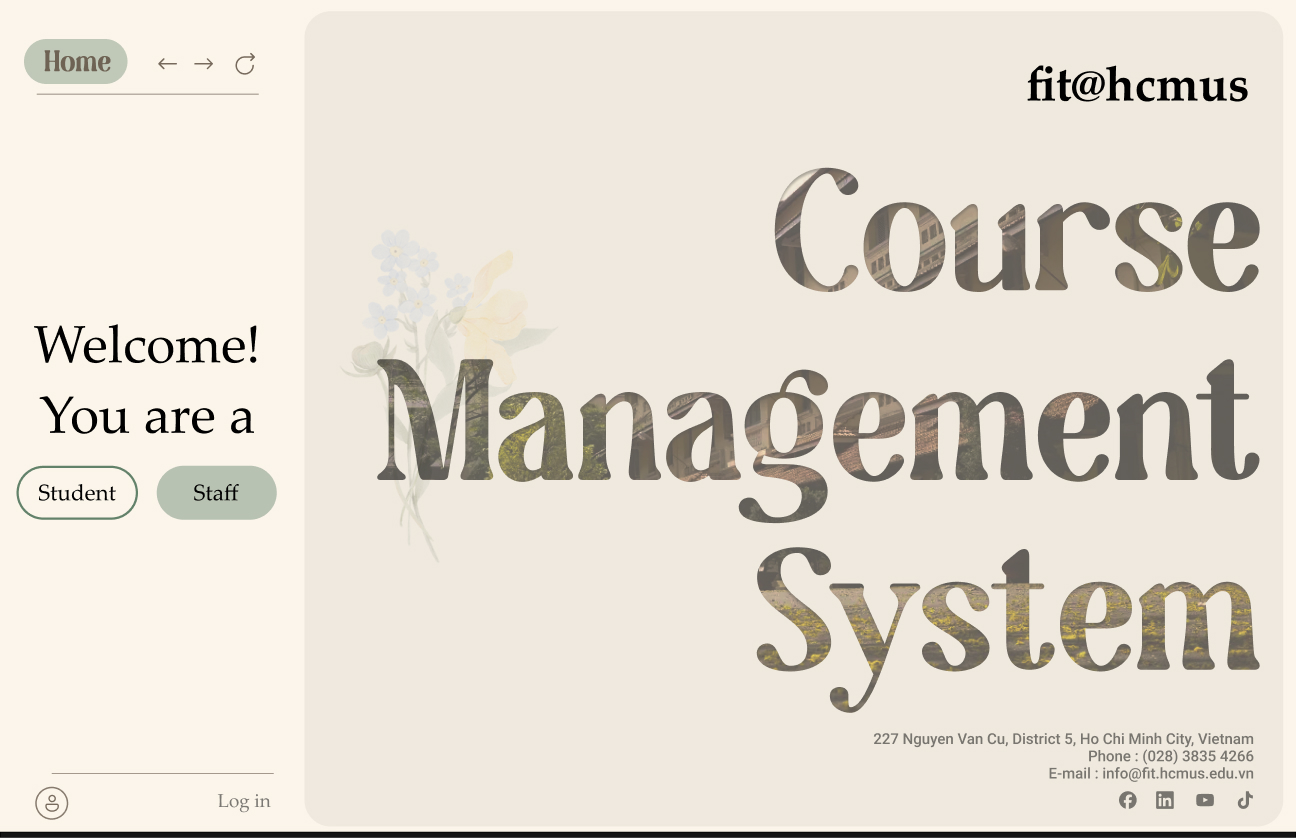 Home
Welcome!
You are a
Student
Staff
Log in
fit@hcmus
Course
Management
System
227 Nguyen Van Cu, District 5, Ho Chi Minh City, Vietnam
Phone : (028) 3835 4266
E-mail : info@fit.hcmus.edu.vn